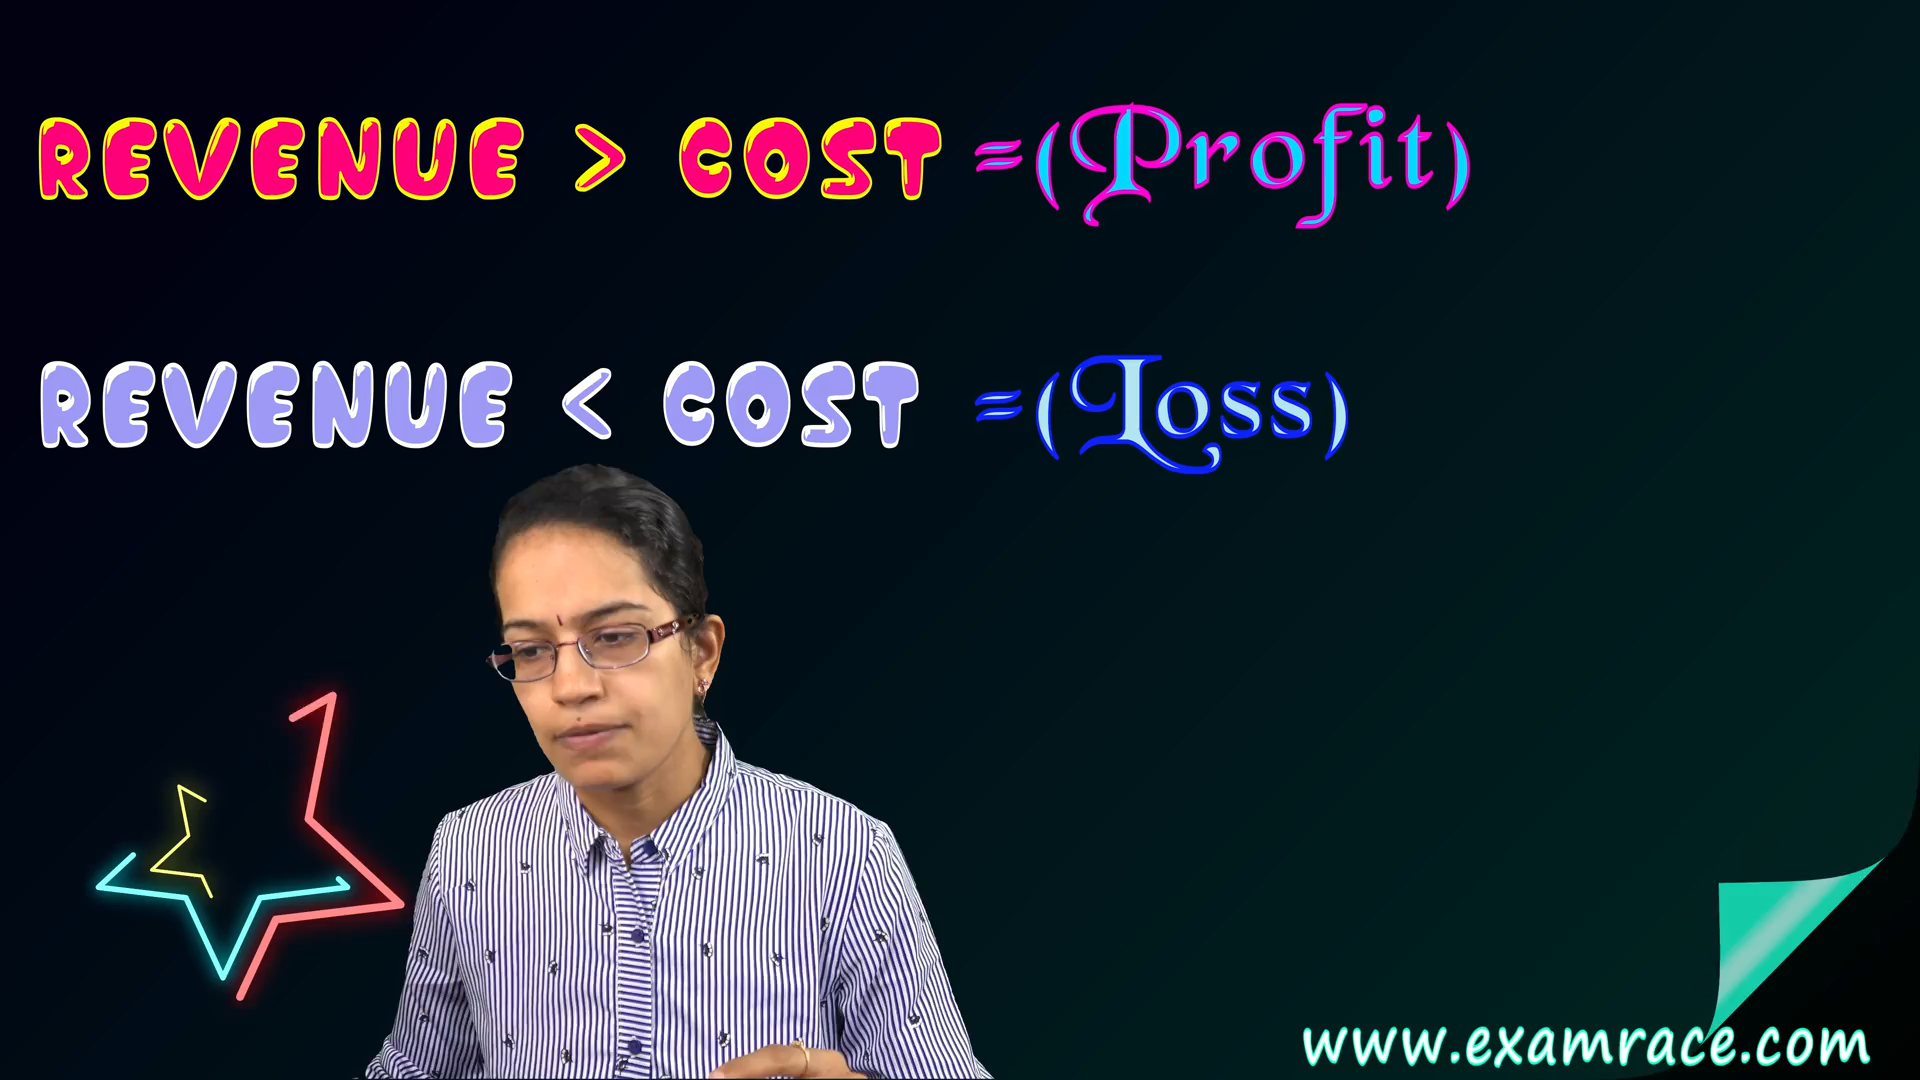 REVENUE > COST =(Profit)
REVENUE < COST =(Loss)
www.examrace.com